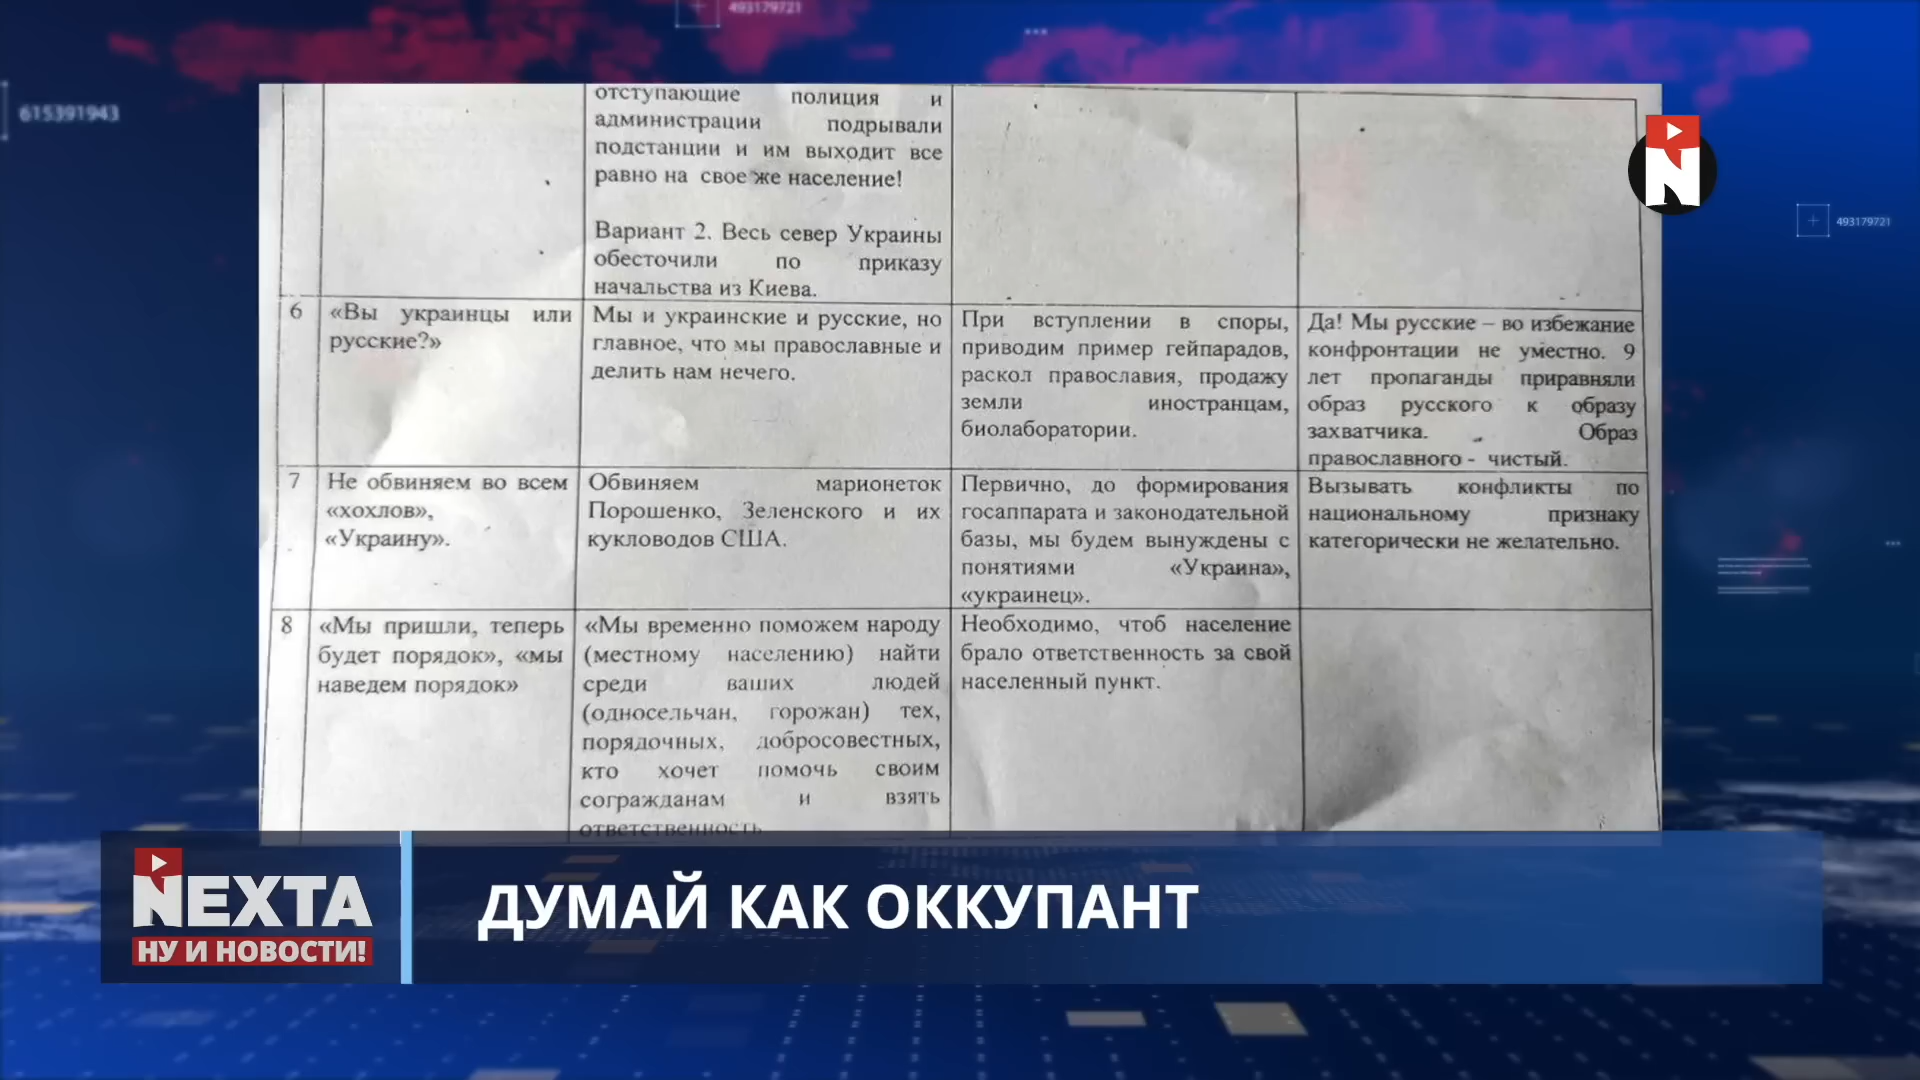 493179721
615391943
493179721
отступающие полиция и
администрации подрывали
подстанции и им выходит все
равно на свое же население!
Вариант 2. Весь север Украины
обесточили по приказу
начальства из Киева.
6
«Вы украинцы или
русские?»
Мы и украинские и русские, но
главное, что мы православные и
делить нам нечего.
При вступлении в споры,
приводим пример гейпарадов,
раскол православия, продажу
земли иностранцам,
биолаборатории.
Да! Мы русские – во избежание
конфронтации не уместно. 9
лет пропаганды приравняли
образ русского к образу
захватчика. Образ
православного - чистый.
7
Не обвиняем во всем
«хохлов»,
«Украину».
Обвиняем марионеток
Порошенко, Зеленского и их
кукловодов США.
Первично, до формирования
госаппарата и законодательной
базы, мы будем вынуждены с
понятиями «Украина»,
«украинец».
Вызывать конфликты по
национальному признаку
категорически не желательно.
8
«Мы пришли, теперь
будет порядок», «мы
наведем порядок»
«Мы временно поможем народу
(местному населению) найти
среди ваших людей
(односельчан, горожан) тех,
порядочных, добросовестных,
кто хочет помочь своим
согражданам и взять
ответственность
Необходимо, чтоб население
брало ответственность за свой
населенный пункт.
N
NEXTA
НУ И НОВОСТИ!
ДУМАЙ КАК ОККУПАНТ